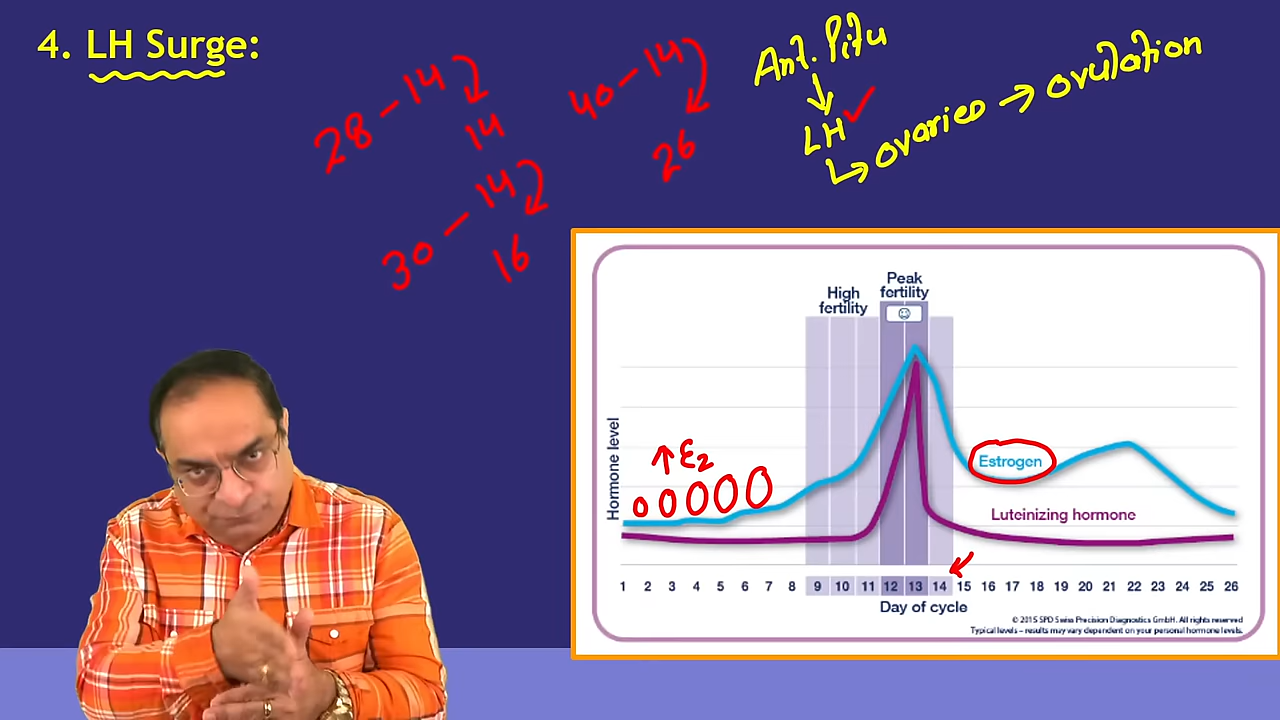 4. LH Surge:
28 - 14
14
30 - 14
16
40 - 14
26
Ant. Pitu
↓
LH ✓
↳ ovaries → ovulation
High fertility
Peak fertility
Hormone level
↑ E2
Estrogen
Luteinizing hormone
1 2 3 4 5 6 7 8 9 10 11 12 13 14 15 16 17 18 19 20 21 22 23 24 25 26
Day of cycle
© 2015 SPD Swiss Precision Diagnostics GmbH. All rights reserved
Typical levels – results may vary dependent on your personal hormone levels.